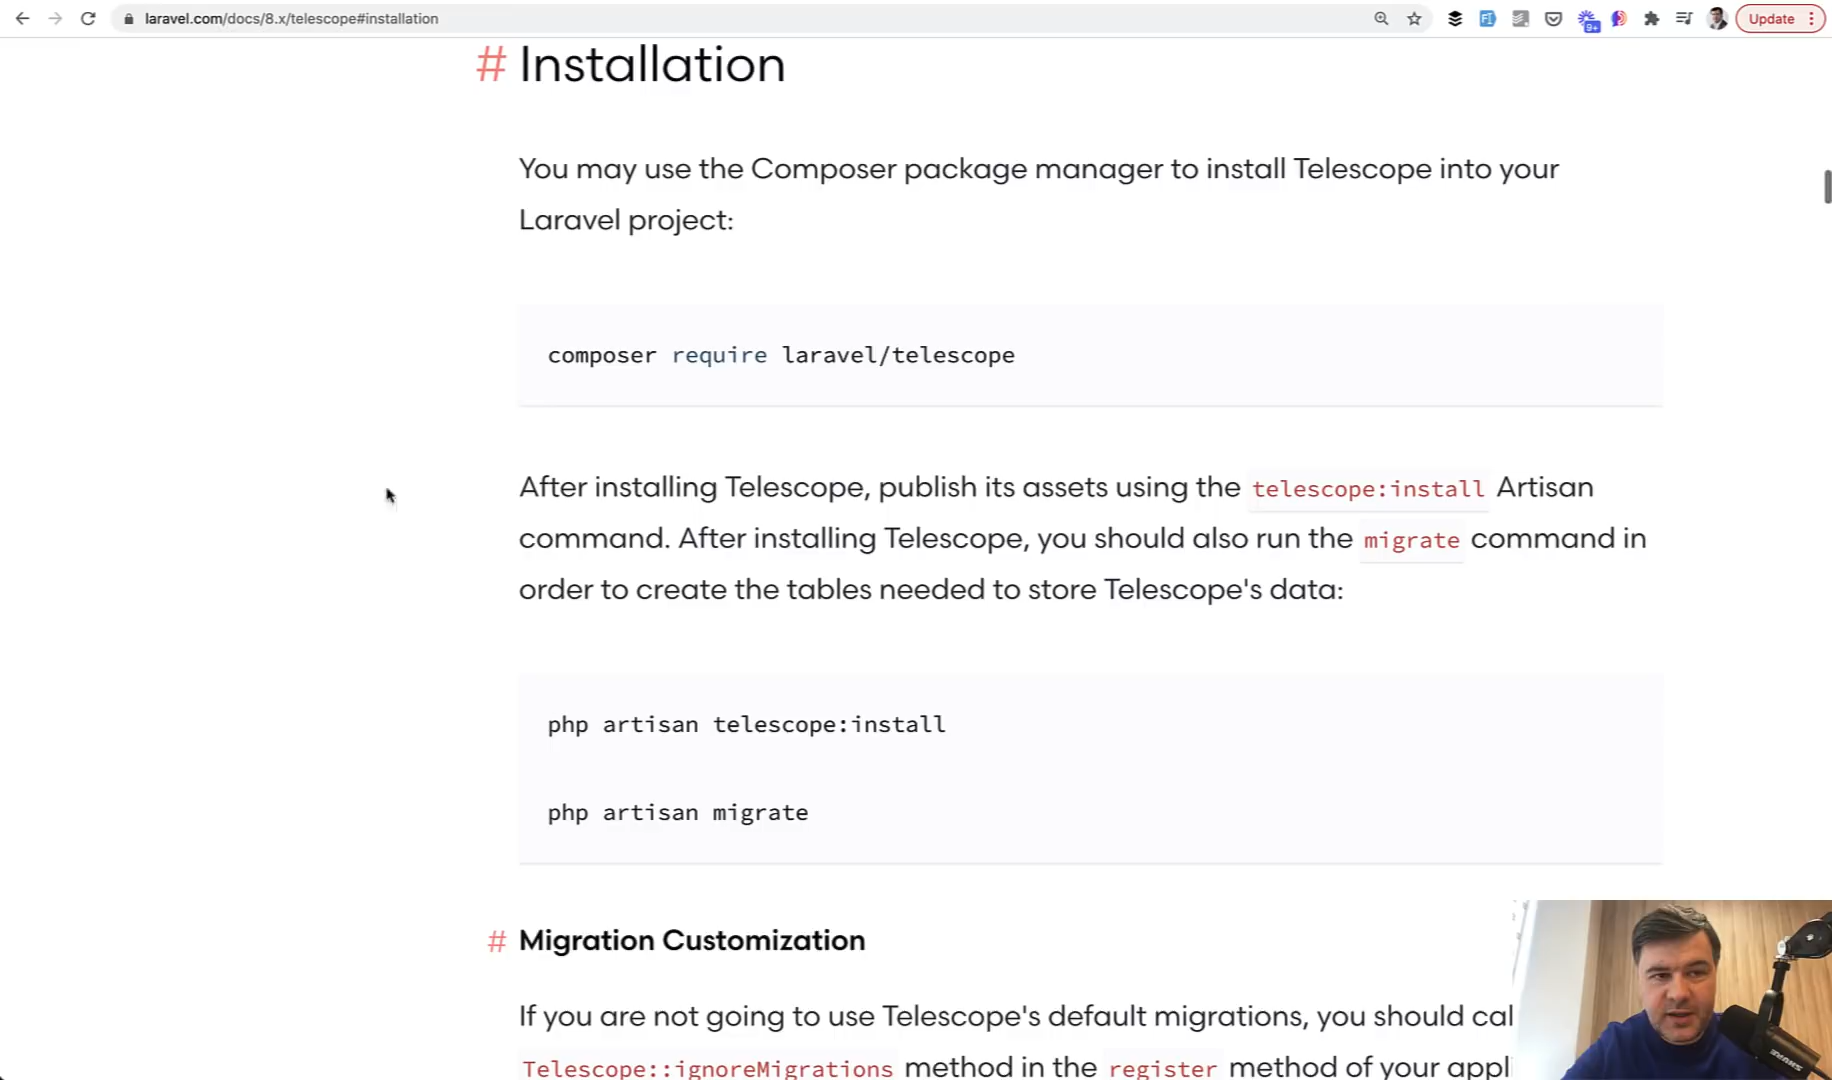 laravel.com/docs/8.x/telescope#installation
9+
Update
# Installation
You may use the Composer package manager to install Telescope into your
Laravel project:
composer require laravel/telescope
After installing Telescope, publish its assets using the telescope:install Artisan
command. After installing Telescope, you should also run the migrate command in
order to create the tables needed to store Telescope's data:
php artisan telescope:install
php artisan migrate
# Migration Customization
If you are not going to use Telescope's default migrations, you should cal
Telescope::ignoreMigrations method in the register method of your appl